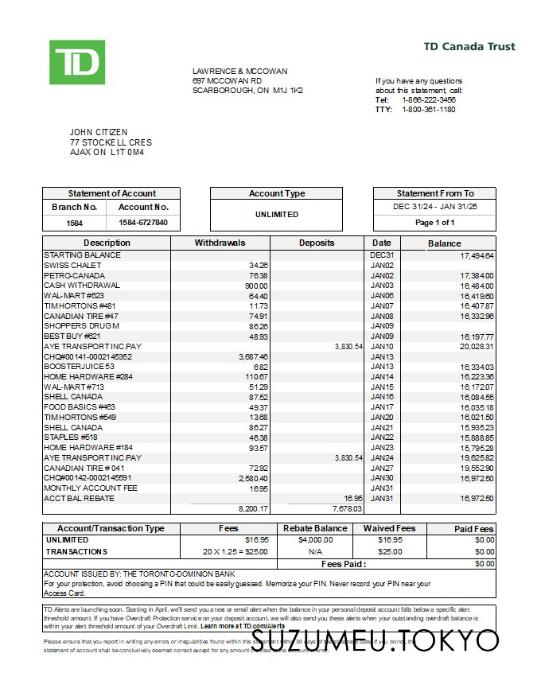 TD
TD Canada Trust
LAWRENCE & MCCOWAN
697 MCCOWAN RD
SCARBOROUGH, ON M1J 1K2
If you have any questions
about this statement, call:
Tel: 1-866-222-3456
TTY: 1-800-361-1180
JOHN CITIZEN
77 STOCKELL CRES
AJAX ON L1T 0M4
Statement of Account
Branch No. Account No.
1584 1584-6727840
Account Type
UNLIMITED
Statement From To
DEC 31/24 - JAN 31/25
Page 1 of 1
Description Withdrawals Deposits Date Balance
STARTING BALANCE DEC31 17,494.64
SWISS CHALET 34.26 JAN02
PETRO-CANADA 76.38 JAN02 17,384.00
CASH WITHDRAWAL 900.00 JAN03 16,484.00
WAL-MART #623 64.40 JAN06 16,419.60
TIM HORTONS #481 11.73 JAN07 16,407.87
CANADIAN TIRE #47 74.91 JAN08 16,332.96
SHOPPERS DRUG M 86.26 JAN09
BEST BUY #621 48.93 JAN09 16,197.77
AYE TRANSPORT INC.PAY 3,830.54 JAN10 20,028.31
CHQ#00141-0002145352 3,687.46 JAN13
BOOSTERJUICE 53 6.82 JAN13 16,334.03
HOME HARDWARE #284 110.67 JAN14 16,223.36
WAL-MART #713 51.29 JAN15 16,172.07
SHELL CANADA 87.52 JAN16 16,084.55
FOOD BASICS #463 49.37 JAN17 16,035.18
TIM HORTONS #549 13.68 JAN20 16,021.50
SHELL CANADA 86.27 JAN21 15,935.23
STAPLES #518 46.38 JAN22 15,888.85
HOME HARDWARE #184 93.57 JAN23 15,795.28
AYE TRANSPORT INC.PAY 3,830.54 JAN24 19,625.82
CANADIAN TIRE # 041 72.92 JAN27 19,552.90
CHQ#00142-0002145591 2,580.40 JAN30 16,972.50
MONTHLY ACCOUNT FEE 16.95 JAN31
ACCT BAL REBATE 16.95 JAN31 16,972.50
8,200.17 7,678.03
Account/Transaction Type Fees Rebate Balance Waived Fees Paid Fees
UNLIMITED $16.95 $4,000.00 $16.95 $0.00
TRANSACTIONS 20 X 1.25 = $25.00 N/A $25.00 $0.00
Fees Paid: $0.00
ACCOUNT ISSUED BY: THE TORONTO-DOMINION BANK
For your protection, avoid choosing a PIN that could be easily guessed. Memorize your PIN. Never record your PIN near your
Access Card.
TD Alerts are launching soon. Starting in April, we'll send you a text or email alert when the balance in your personal deposit account falls below a specific alert
threshold amount. If you have Overdraft Protection service on your deposit account, we will also send you these alerts when your outstanding overdraft balance is
within your alert threshold amount of your Overdraft Limit. Learn more at TD.com/alerts
Please ensure that you report in writing any errors or irregularities found within this statement within 30 days of the statement date. If you do not, the
statement of account shall be conclusively deemed correct except for any amount
SUZUMEU.TOKYO